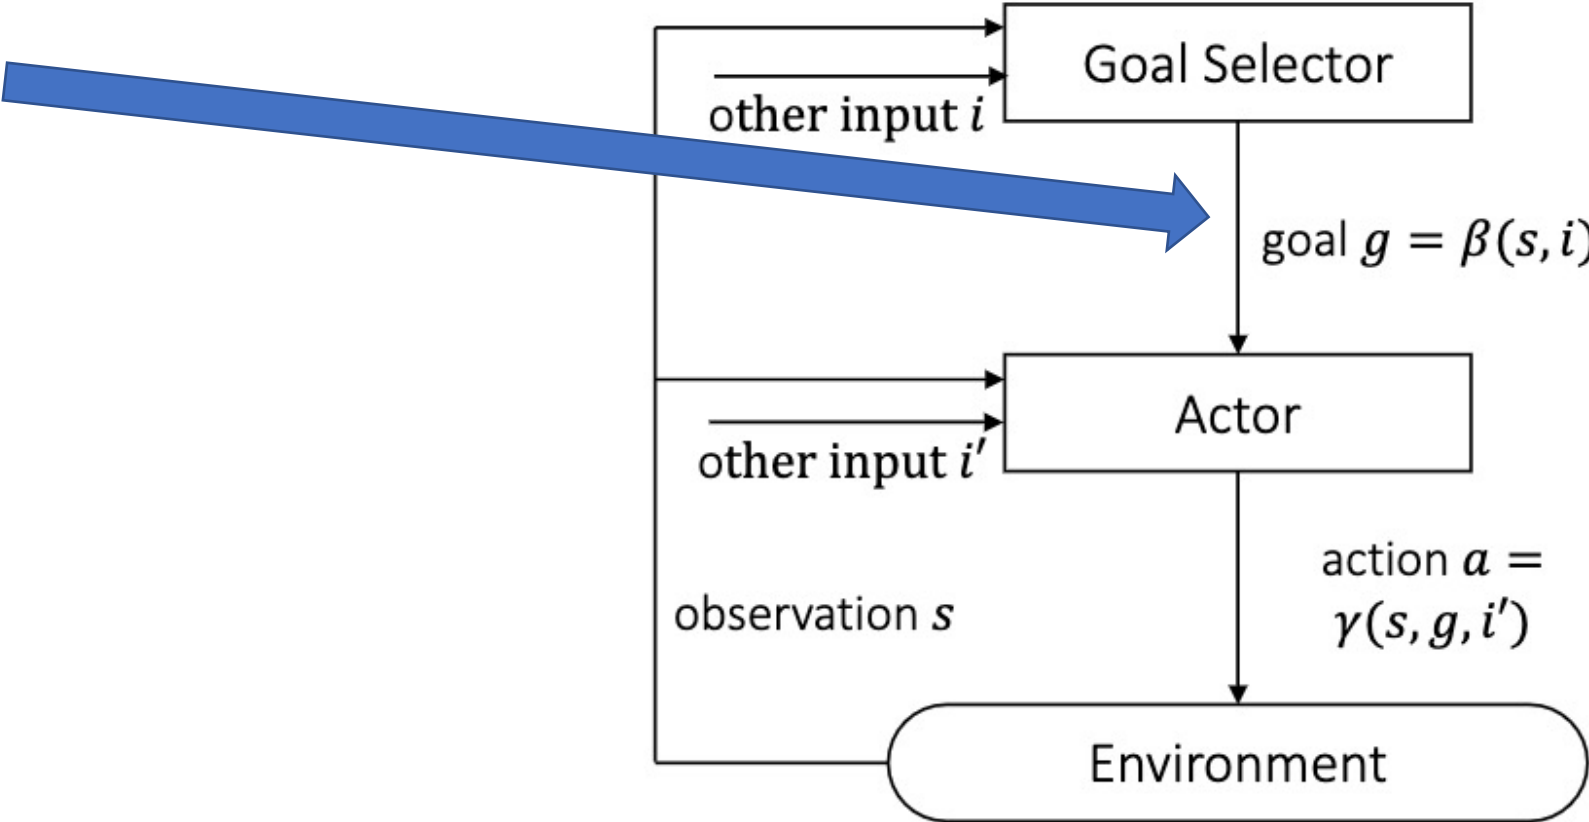 Goal Selector
other input i
goal g = β(s, i)
Actor
other input i′
action a =
γ(s, g, i′)
observation s
Environment